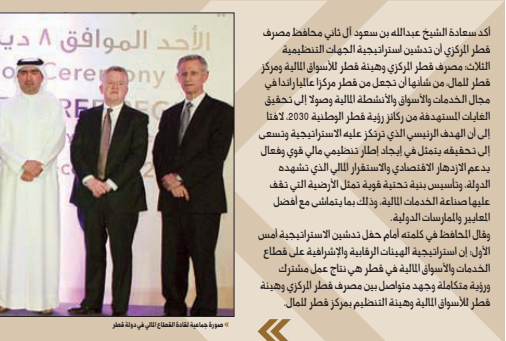 أكد سعادة الشيخ عبدالله بن سعود آل ثاني محافظ مصرف
قطر المركزي أن تدشين استراتيجية الجهات التنظيمية
الثلاث: مصرف قطر المركزي وهيئة قطر للأسواق المالية ومركز
قطر للمال، من شأنها أن تجعل من قطر مركزا عالميا رائدا في
مجال الخدمات والأسواق والأنشطة المالية وصولا إلى تحقيق
الغايات المستهدفة من ركائز رؤية قطر الوطنية 2030، لافتا
إلى أن الهدف الرئيسي الذي ترتكز عليه الاستراتيجية وتسعى
إلى تحقيقه يتمثل في إيجاد إطار تنظيمي مالي قوي وفعال
يدعم الازدهار الاقتصادي والاستقرار المالي الذي تشهده
الدولة، وتأسيس بنية تحتية قوية تمثل الأرضية التي تقف
عليها صناعة الخدمات المالية، وذلك بما يتماشى مع أفضل
المعايير والممارسات الدولية.
وقال المحافظ في كلمته أمام حفل تدشين الاستراتيجية أمس
الأول: إن استراتيجية الهيئات الرقابية والإشرافية على قطاع
الخدمات والأسواق المالية في قطر هي نتاج عمل مشترك
ورؤية متكاملة وجهد متواصل بين مصرف قطر المركزي وهيئة
قطر للأسواق المالية وهيئة التنظيم بمركز قطر للمال.
الأحد الموافق ٨
Ceremony
» صورة جماعية لقادة القطاع المالي في دولة قطر